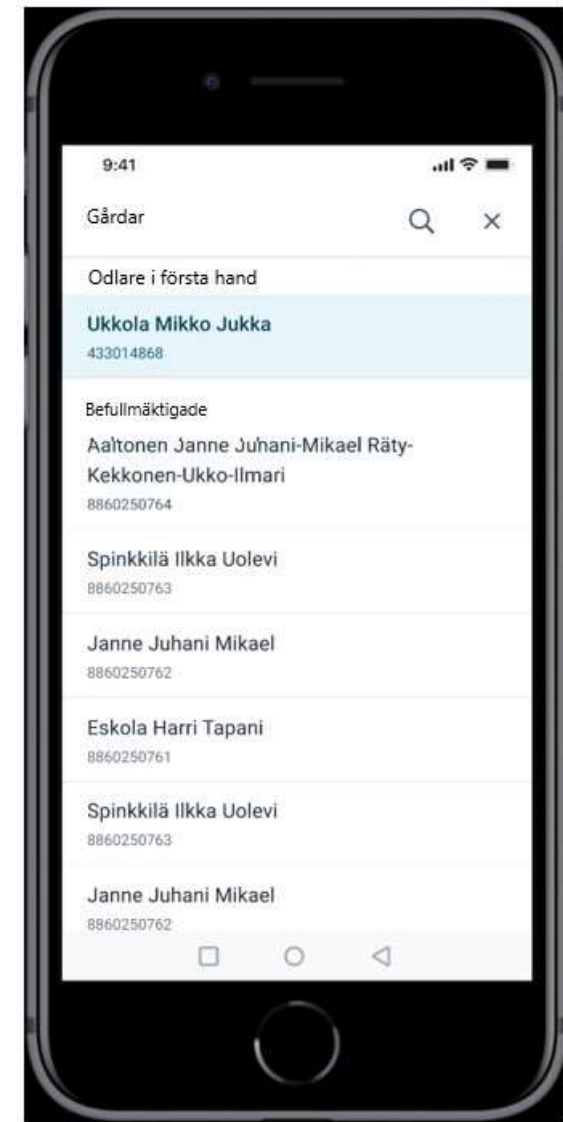 9:41
Gårdar
Odlare i första hand
Ukkola Mikko Jukka
433014868
Befullmäktigade
Aaltonen Janne Juhani-Mikael Räty-
Kekkonen-Ukko-Ilmari
8860250764
Spinkkilä Ilkka Uolevi
8860250763
Janne Juhani Mikael
8860250762
Eskola Harri Tapani
8860250761
Spinkkilä Ilkka Uolevi
8860250763
Janne Juhani Mikael
8860250762